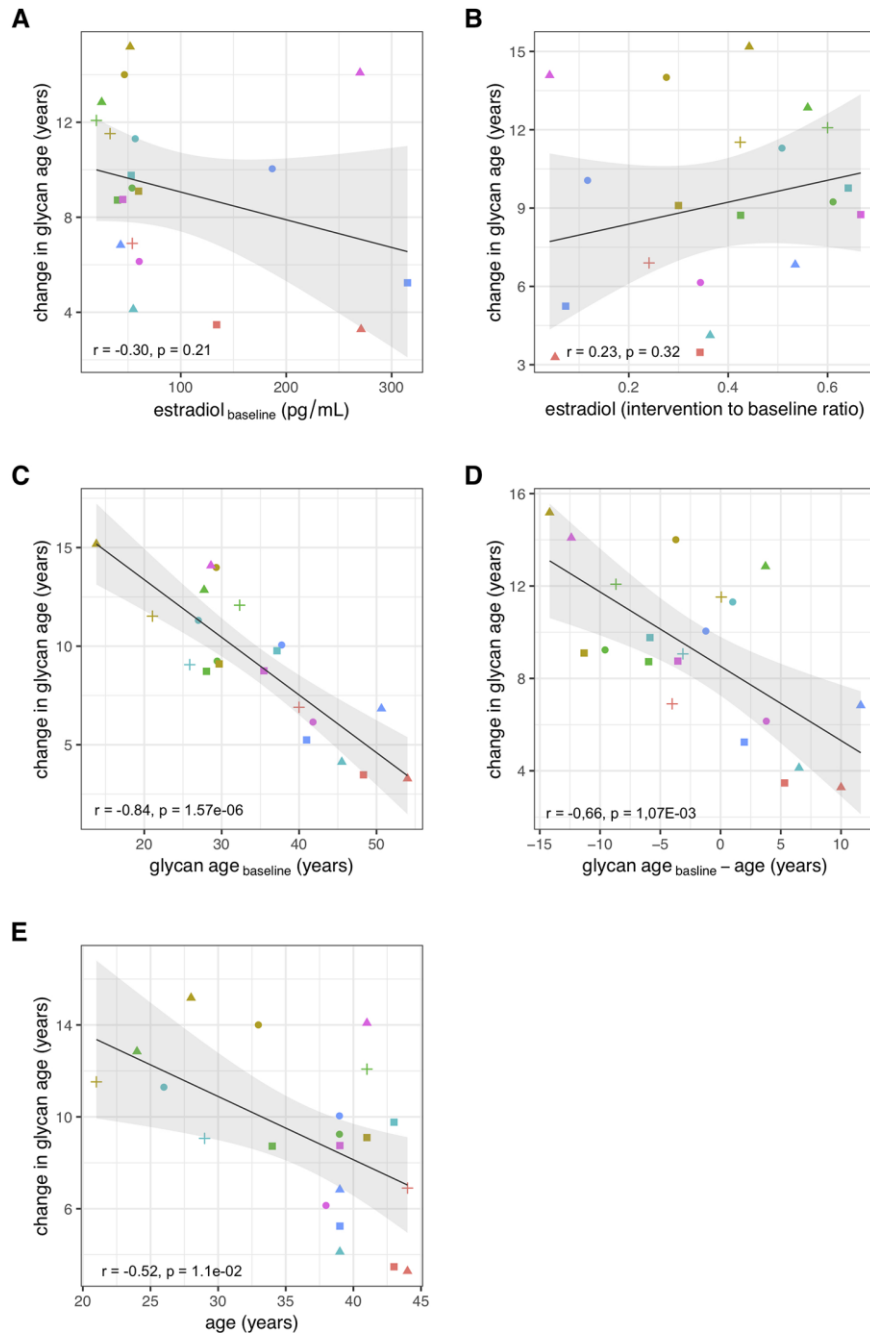 A
change in glycan age (years)
12
8
4
r = -0.30, p = 0.21
100
200
300
estradiol baseline (pg/mL)
B
change in glycan age (years)
15
12
9
6
3
r = 0.23, p = 0.32
0.2
0.4
0.6
estradiol (intervention to baseline ratio)
C
change in glycan age (years)
15
10
5
r = -0.84, p = 1.57e-06
20
30
40
50
glycan age baseline (years)
D
change in glycan age (years)
16
12
8
4
r = -0,66, p = 1,07E-03
−15
−10
−5
0
5
10
glycan age basline − age (years)
E
change in glycan age (years)
14
10
6
r = -0.52, p = 1.1e-02
20
25
30
35
40
45
age (years)